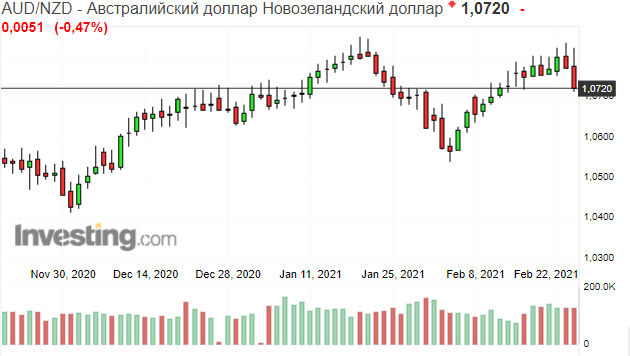 AUD/NZD - Австралийский доллар Новозеландский доллар 1,0720 -
0,0051 (-0,47%)
1,0720
1,0700
1,0600
1,0500
1,0400
1,0300
Investing.com
Nov 30, 2020 Dec 14, 2020 Dec 28, 2020 Jan 11, 2021 Jan 25, 2021 Feb 8, 2021 Feb 22, 2021
200.0K
0